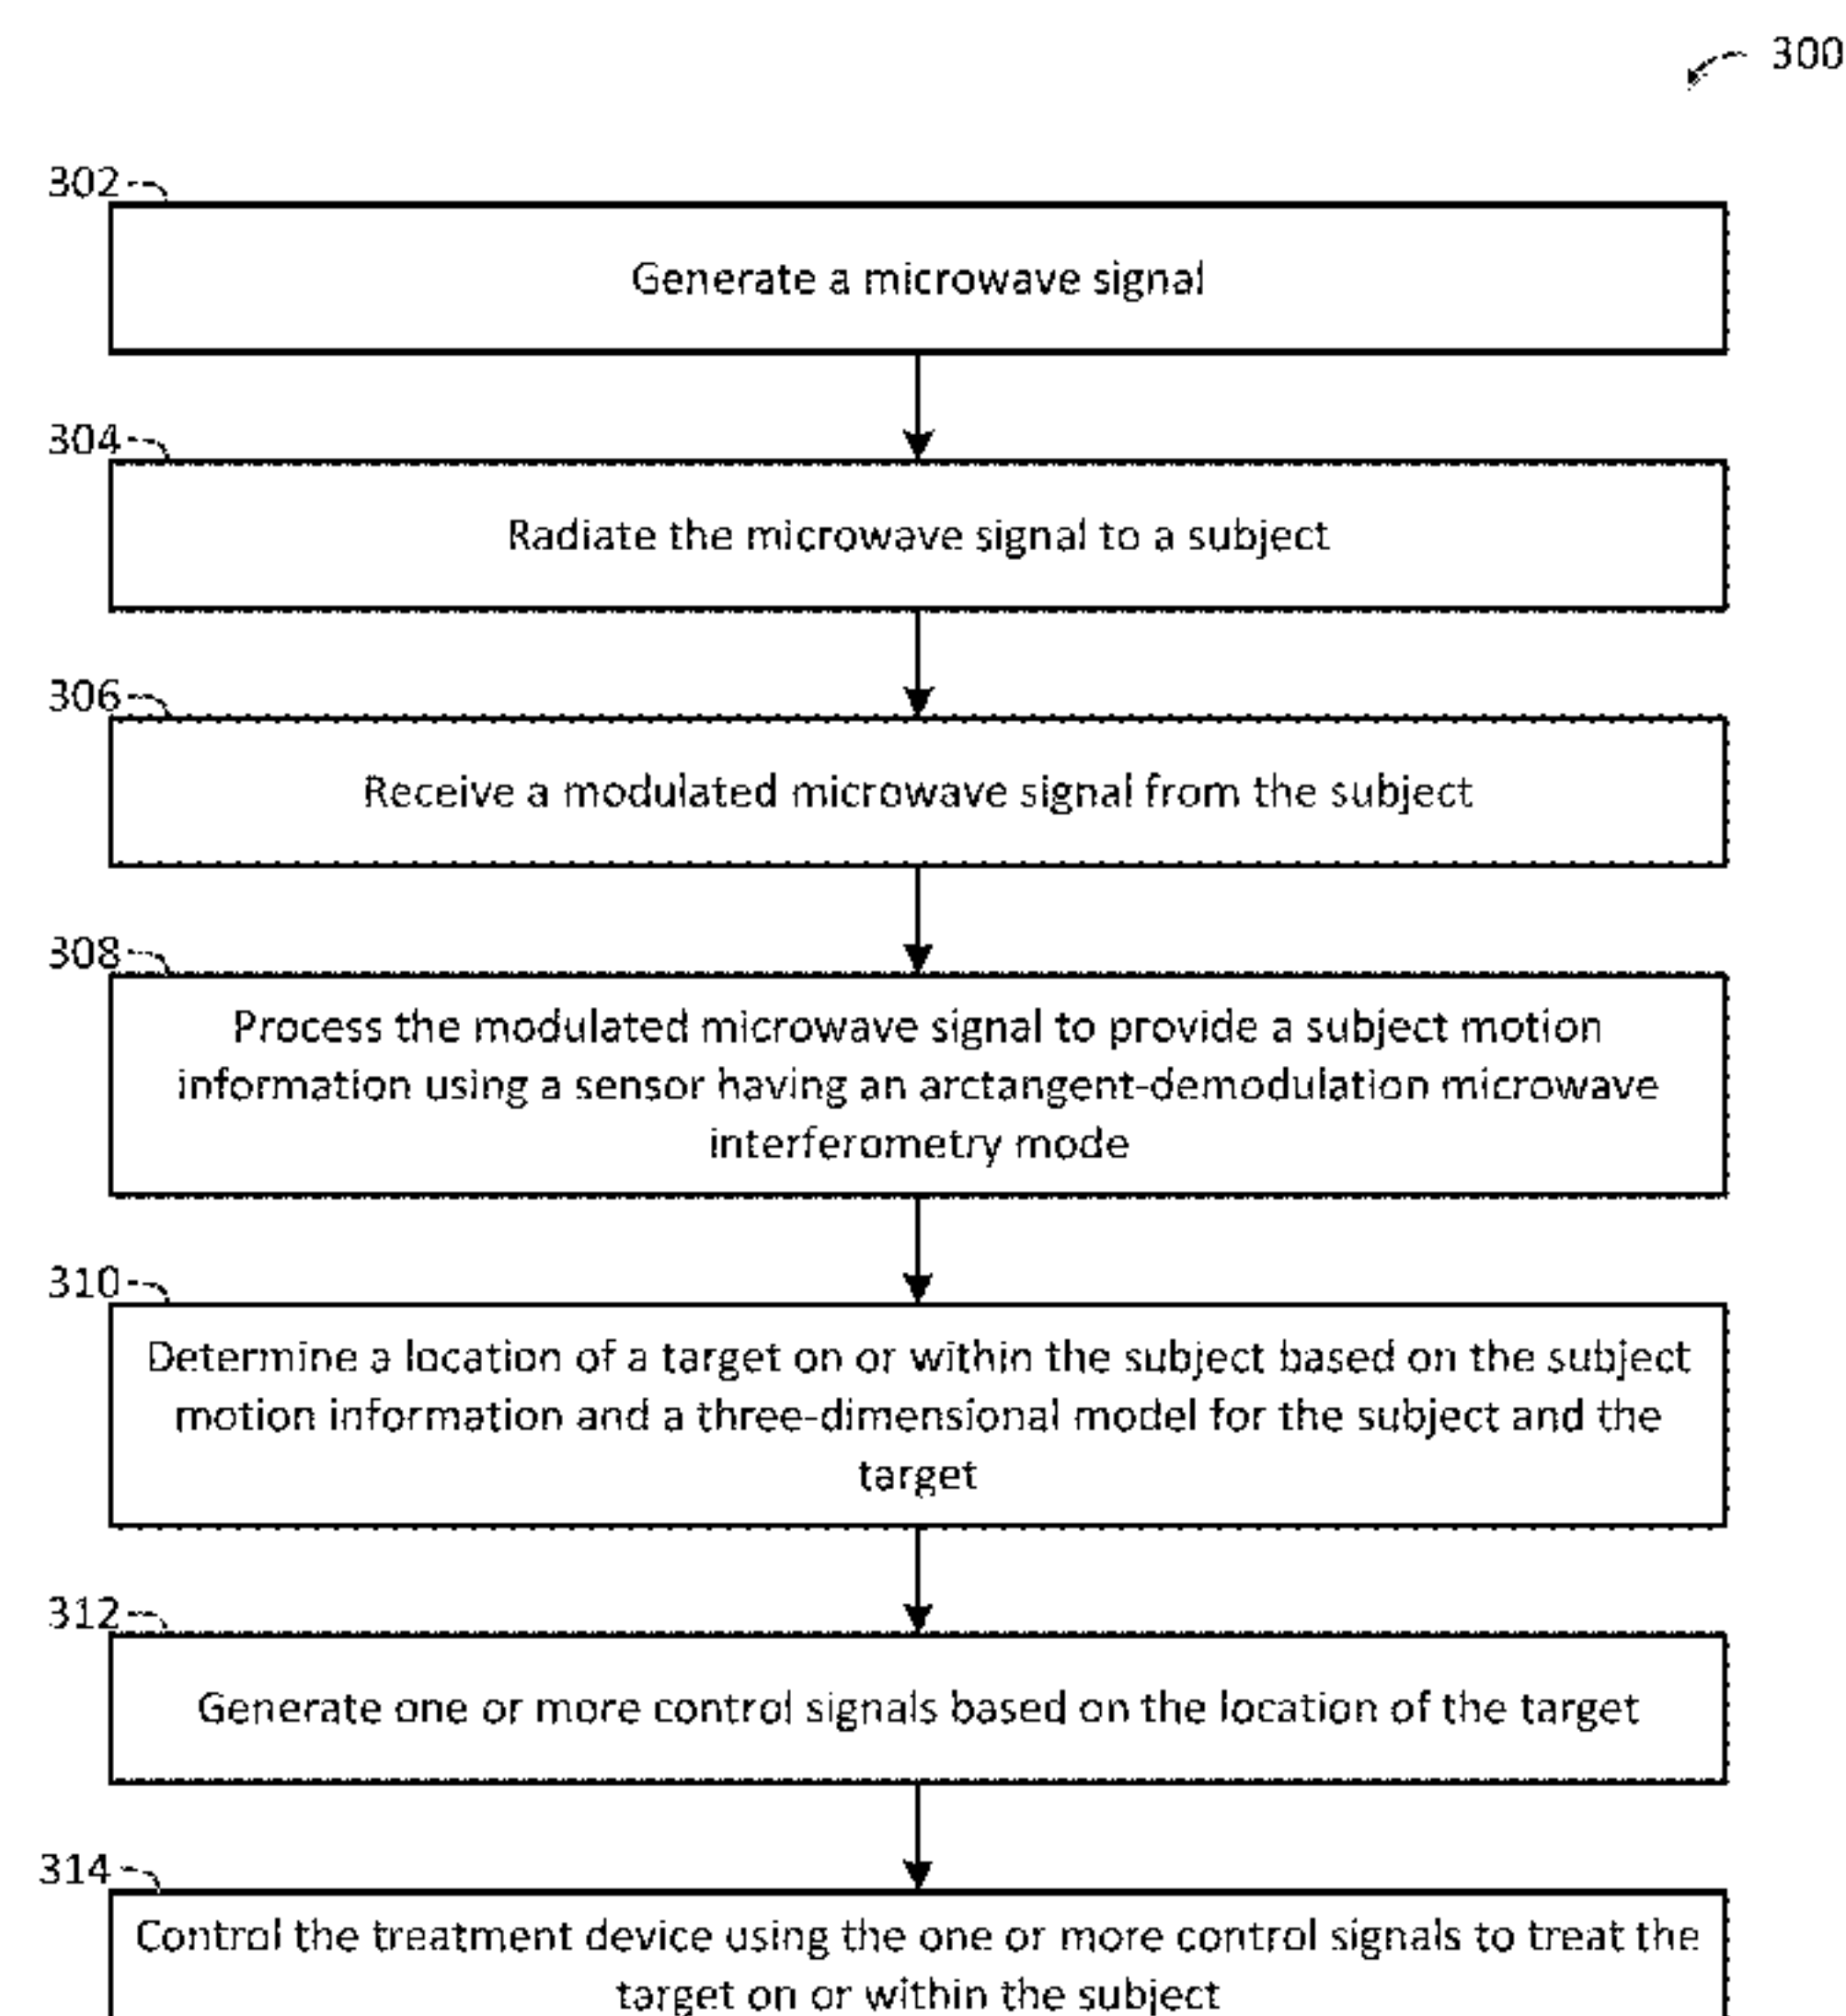 300
302
Generate a microwave signal
304
Radiate the microwave signal to a subject
306
Receive a modulated microwave signal from the subject
308
Process the modulated microwave signal to provide a subject motion
information using a sensor having an arctangent-demodulation microwave
interferometry mode
310
Determine a location of a target on or within the subject based on the subject
motion information and a three-dimensional model for the subject and the
target
312
Generate one or more control signals based on the location of the target
314
Control the treatment device using the one or more control signals to treat the
target on or within the subject